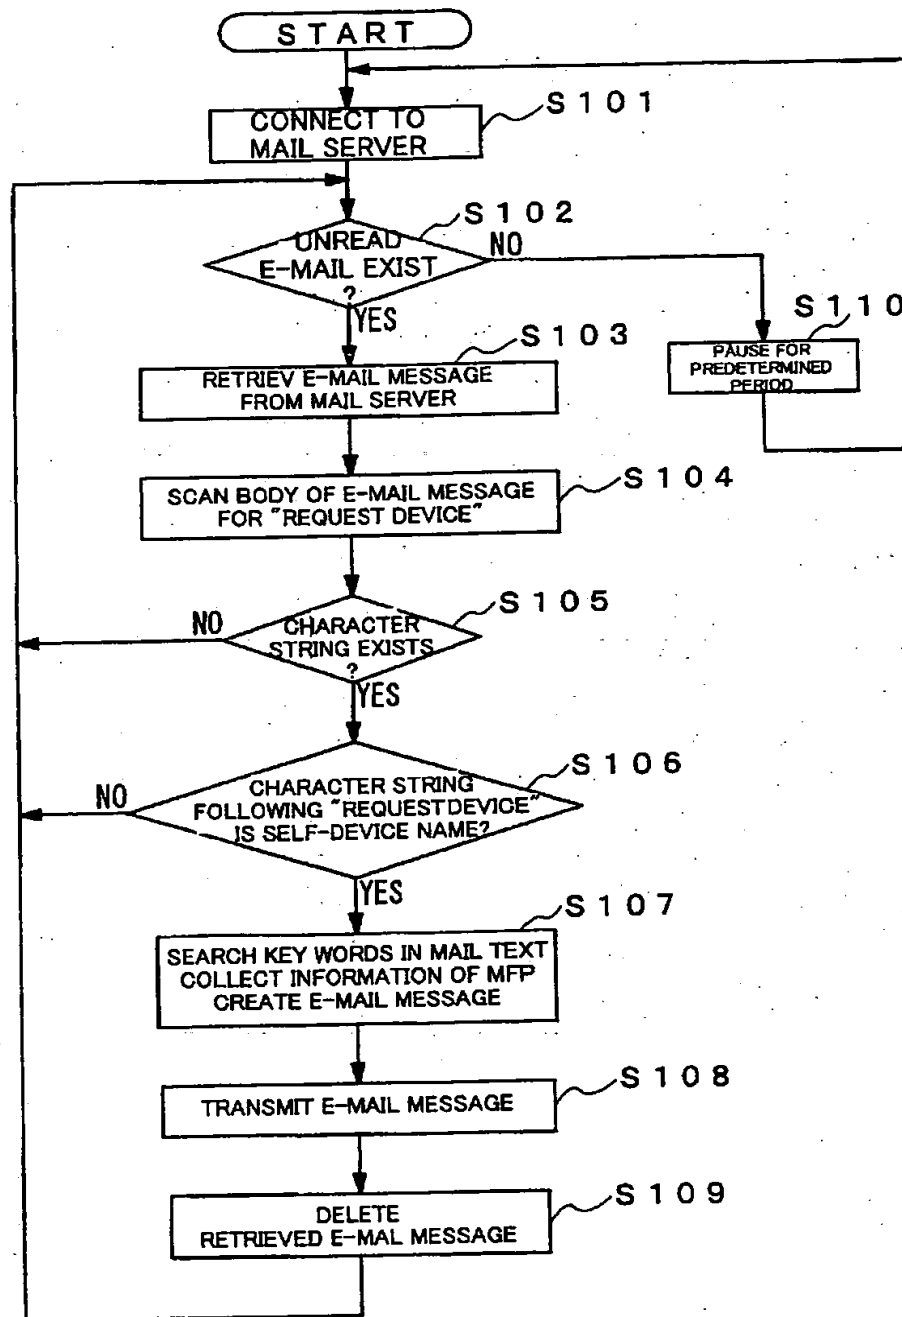 START
S101
CONNECT TO
MAIL SERVER
S102
UNREAD
E-MAIL EXIST
?
NO
YES
S110
PAUSE FOR
PREDETERMINED
PERIOD
S103
RETRIEV E-MAIL MESSAGE
FROM MAIL SERVER
S104
SCAN BODY OF E-MAIL MESSAGE
FOR "REQUEST DEVICE"
S105
NO
CHARACTER
STRING EXISTS
?
YES
S106
NO
CHARACTER STRING
FOLLOWING "REQUEST DEVICE"
IS SELF-DEVICE NAME?
YES
S107
SEARCH KEY WORDS IN MAIL TEXT
COLLECT INFORMATION OF MFP
CREATE E-MAIL MESSAGE
S108
TRANSMIT E-MAIL MESSAGE
S109
DELETE
RETRIEVED E-MAL MESSAGE